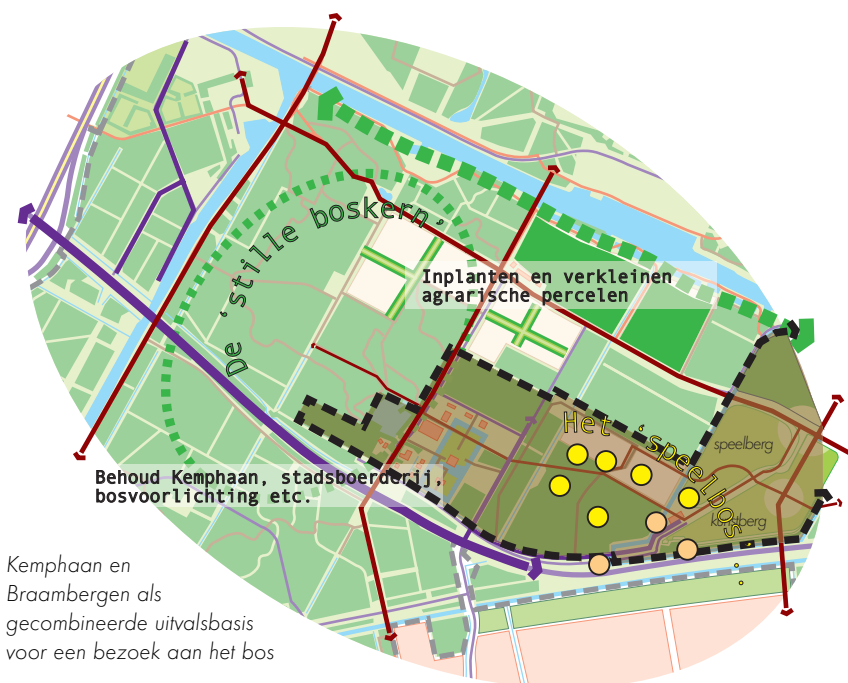 De 'stille boskern'
Inplanten en verkleinen
agrarische percelen
Het 'speelbos'
speelberg
kunstberg
Behoud Kemphaan, stadsboerderij,
bosvoorlichting etc.
Kemphaan en
Braambergen als
gecombineerde uitvalsbasis
voor een bezoek aan het bos